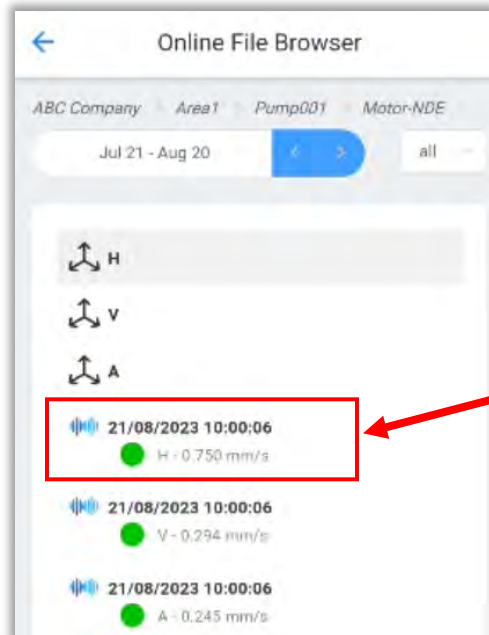 Online File Browser
ABC Company Area1 Pump001 Motor-NDE
Jul 21 - Aug 20 < > all
H
V
A
21/08/2023 10:00:06
H - 0.750 mm/s
21/08/2023 10:00:06
V - 0.294 mm/s
21/08/2023 10:00:06
A - 0.245 mm/s